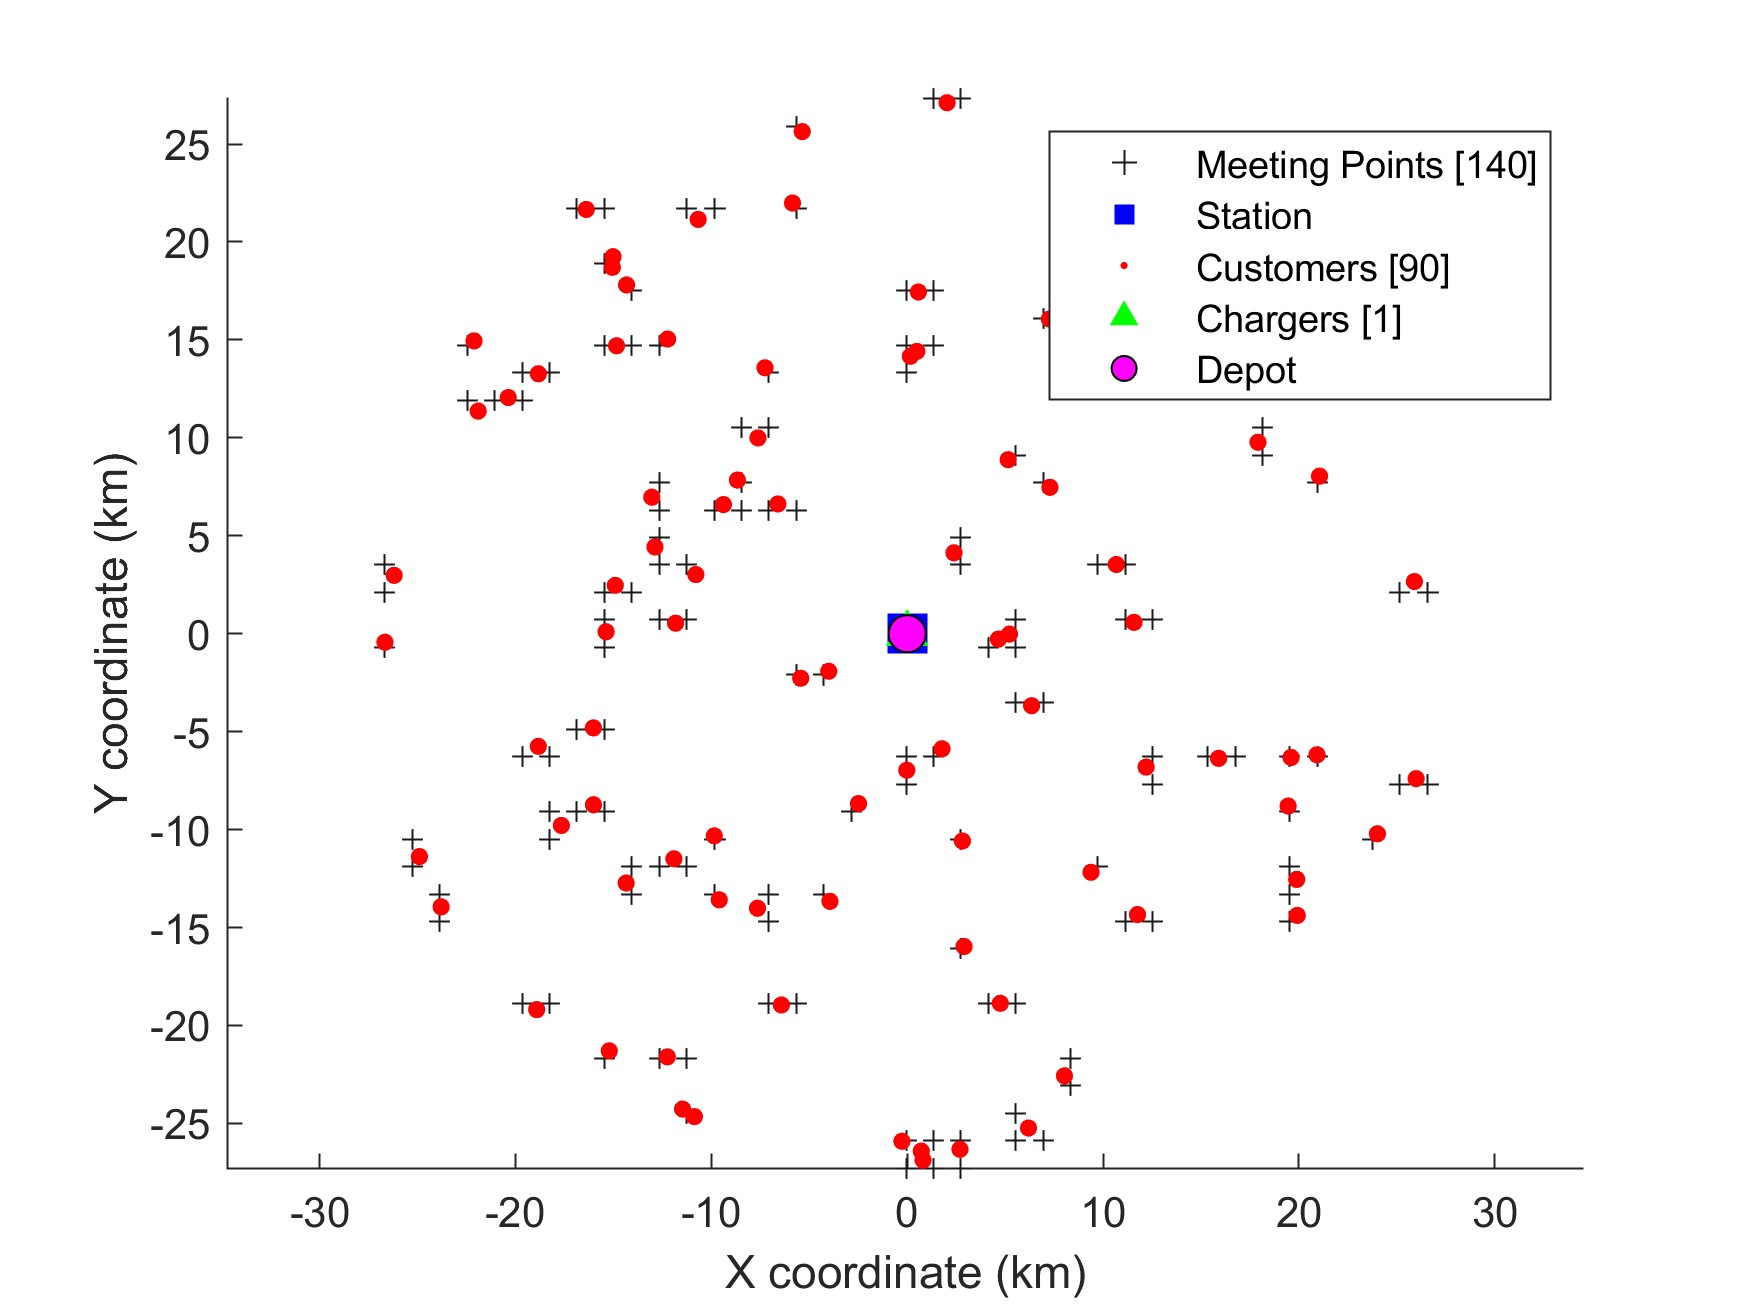 25
20
15
10
5
0
-5
-10
-15
-20
-25
Y coordinate (km)
Meeting Points [140]
Station
Customers [90]
Chargers [1]
Depot
-30 -20 -10 0 10 20 30
X coordinate (km)